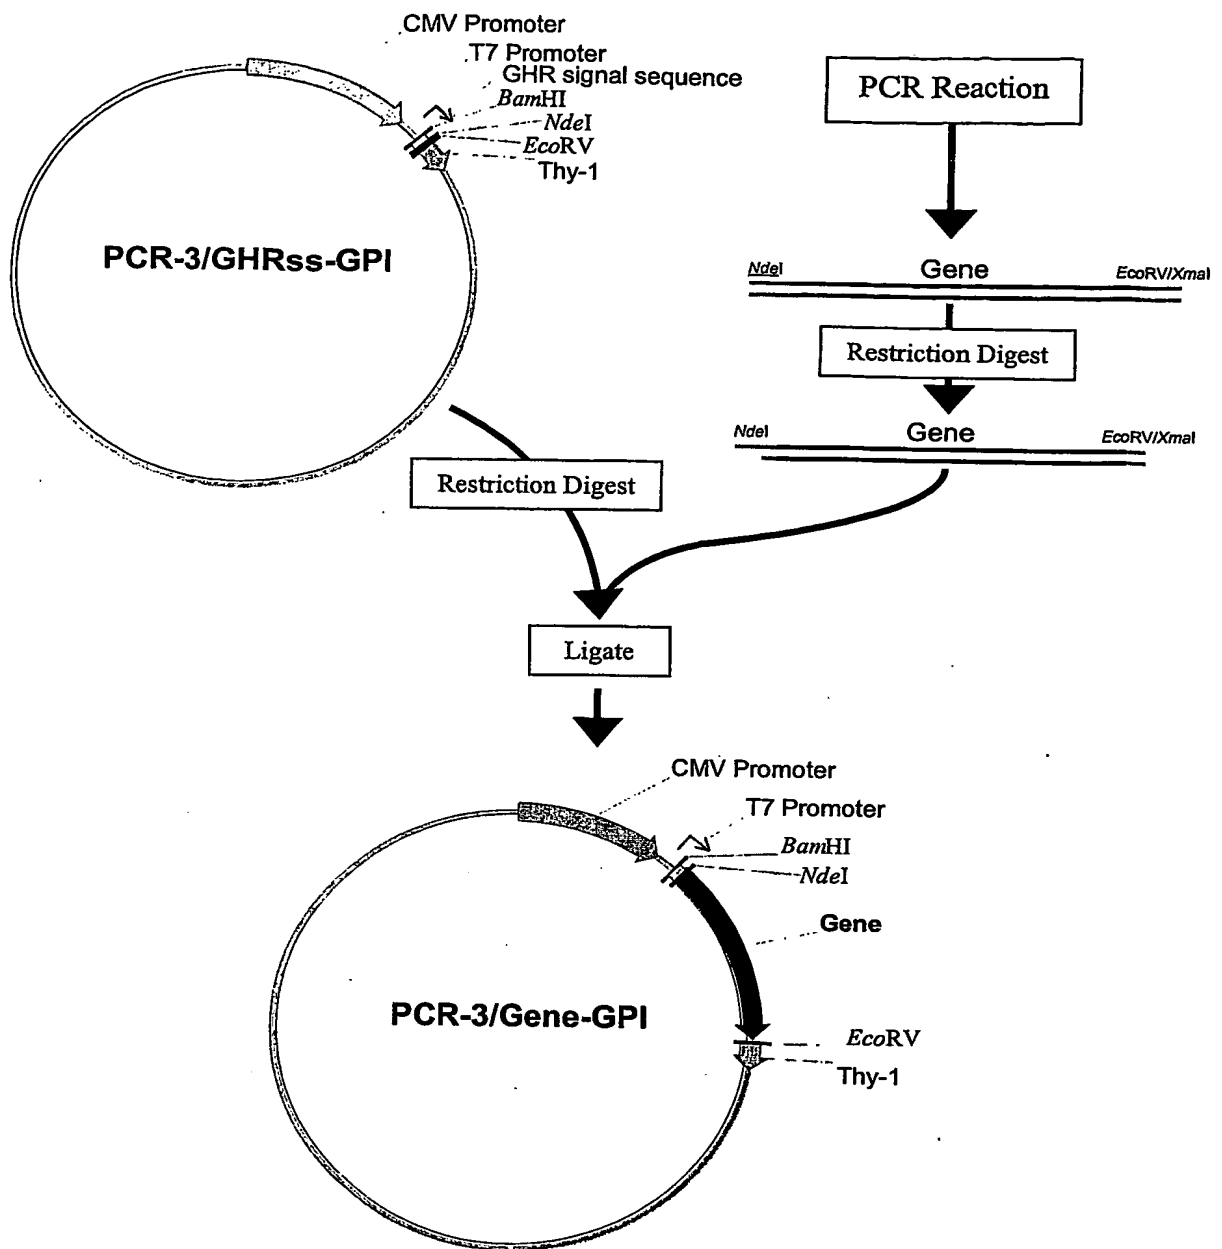 CMV Promoter
T7 Promoter
GHR signal sequence
BamHI
NdeI
EcoRV
Thy-1
PCR-3/GHRss-GPI
PCR Reaction
NdeI
Gene
EcoRV/XmaI
Restriction Digest
NdeI
Gene
EcoRV/XmaI
Restriction Digest
Ligate
CMV Promoter
T7 Promoter
BamHI
NdeI
Gene
PCR-3/Gene-GPI
EcoRV
Thy-1